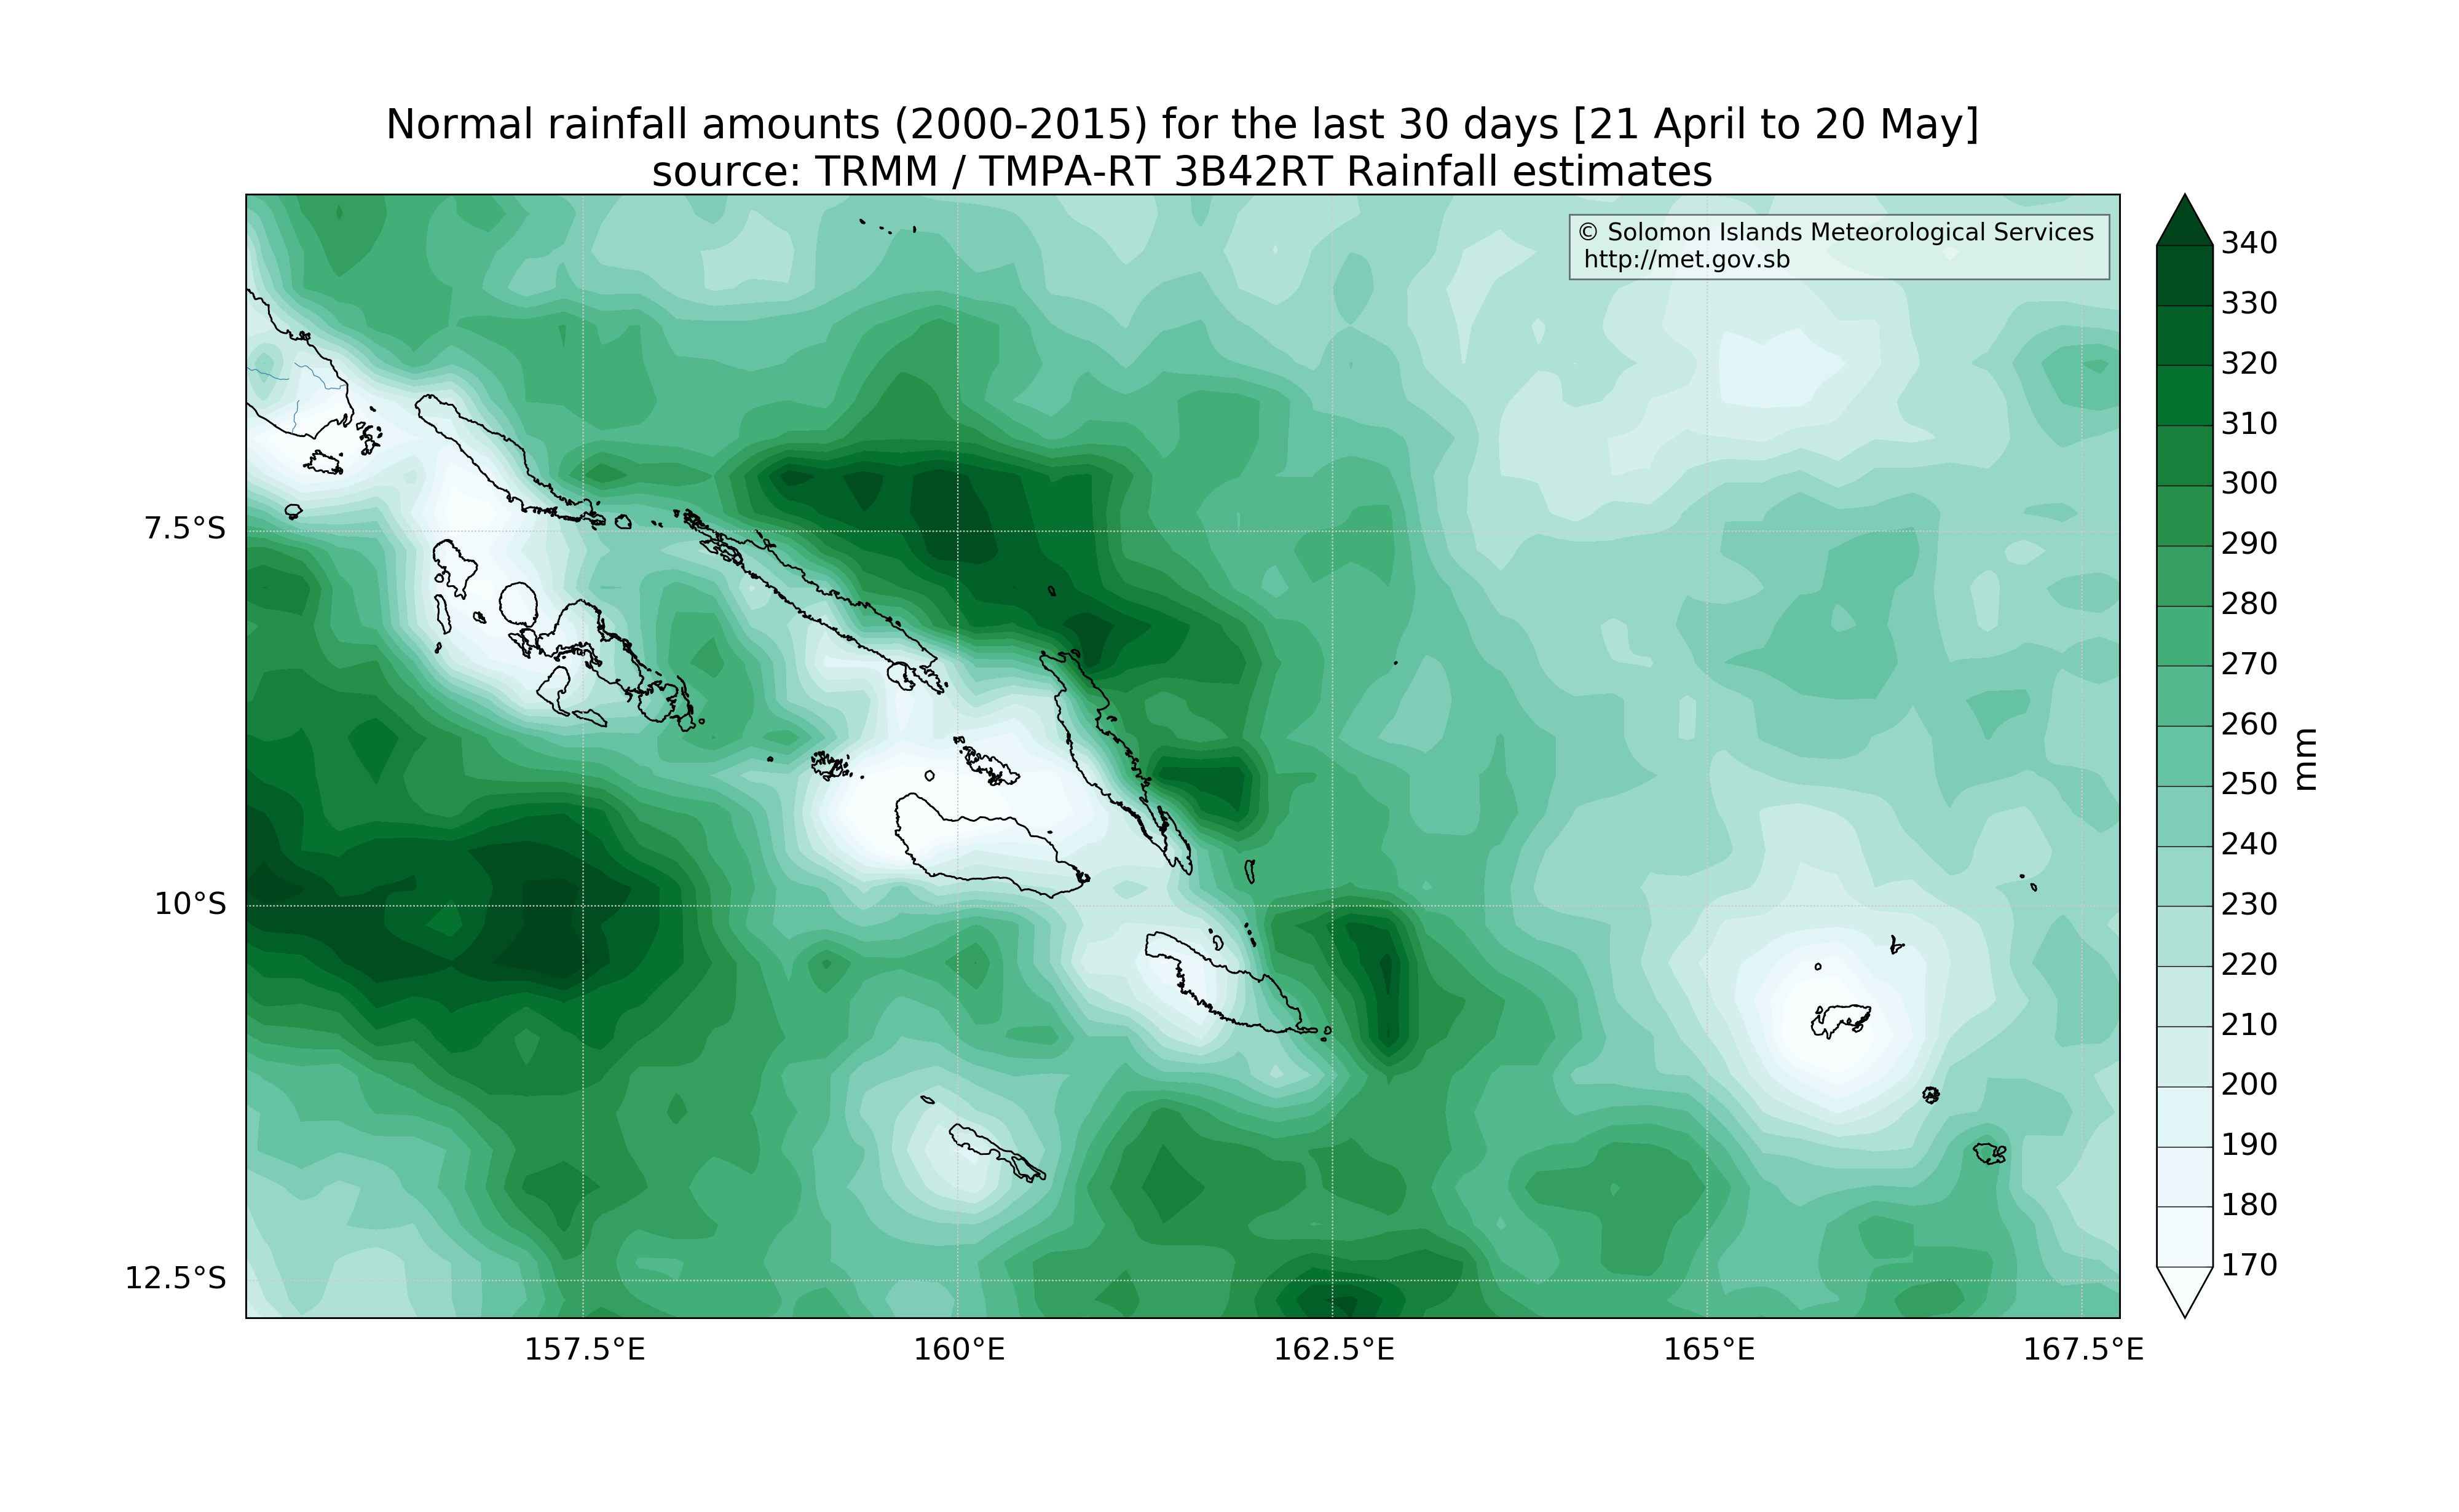 Normal rainfall amounts (2000-2015) for the last 30 days [21 April to 20 May]
source: TRMM / TMPA-RT 3B42RT Rainfall estimates
© Solomon Islands Meteorological Services
http://met.gov.sb
340
330
320
310
300
290
280
270
260
250
240
230
220
210
200
190
180
170
mm
7.5°S
10°S
12.5°S
157.5°E
160°E
162.5°E
165°E
167.5°E